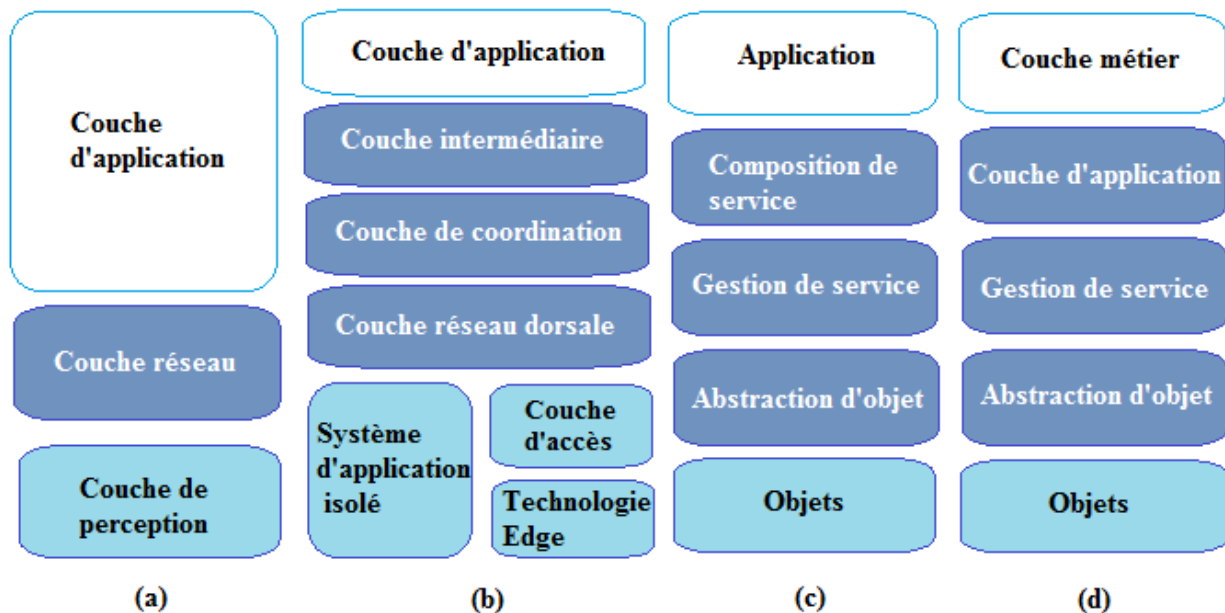 Couche
d'application
Couche réseau
Couche de
perception
(a)
Couche d'application
Couche intermédiaire
Couche de coordination
Couche réseau dorsale
Système
d'application
isolé
Couche
d'accès
Technologie
Edge
(b)
Application
Composition de
service
Gestion de service
Abstraction d'objet
Objets
(c)
Couche métier
Couche d'application
Gestion de service
Abstraction d'objet
Objets
(d)